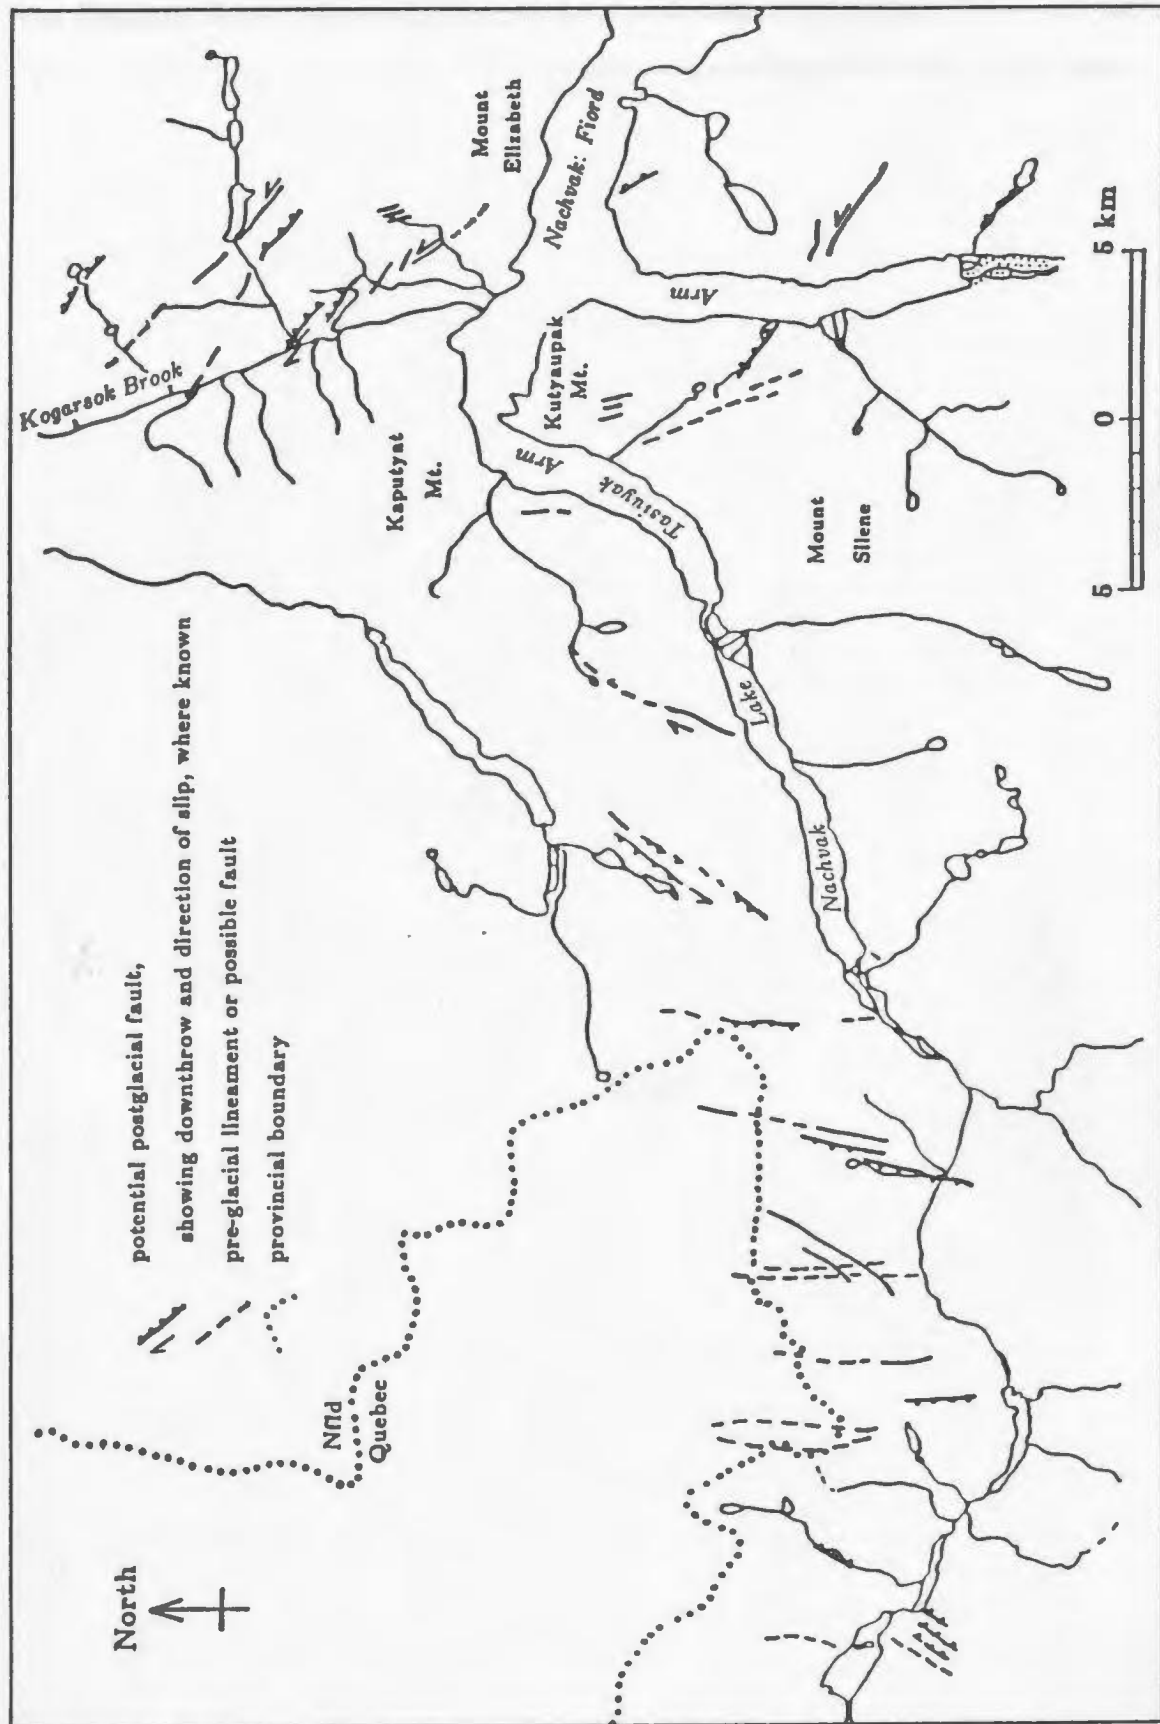 potential postglacial fault,
showing downthrow and direction of slip, where known
pre-glacial lineament or possible fault
provincial boundary
North
Nfld
Quebec
Kogarsok Brook
Mount
Elizabeth
Nachvak Fiord
Kaputyat
Mt.
Kutyaupak
Mt.
Arm
Tasiuyak
Arm
Mount
Silene
Nachvak
Lake
5
0
5 km